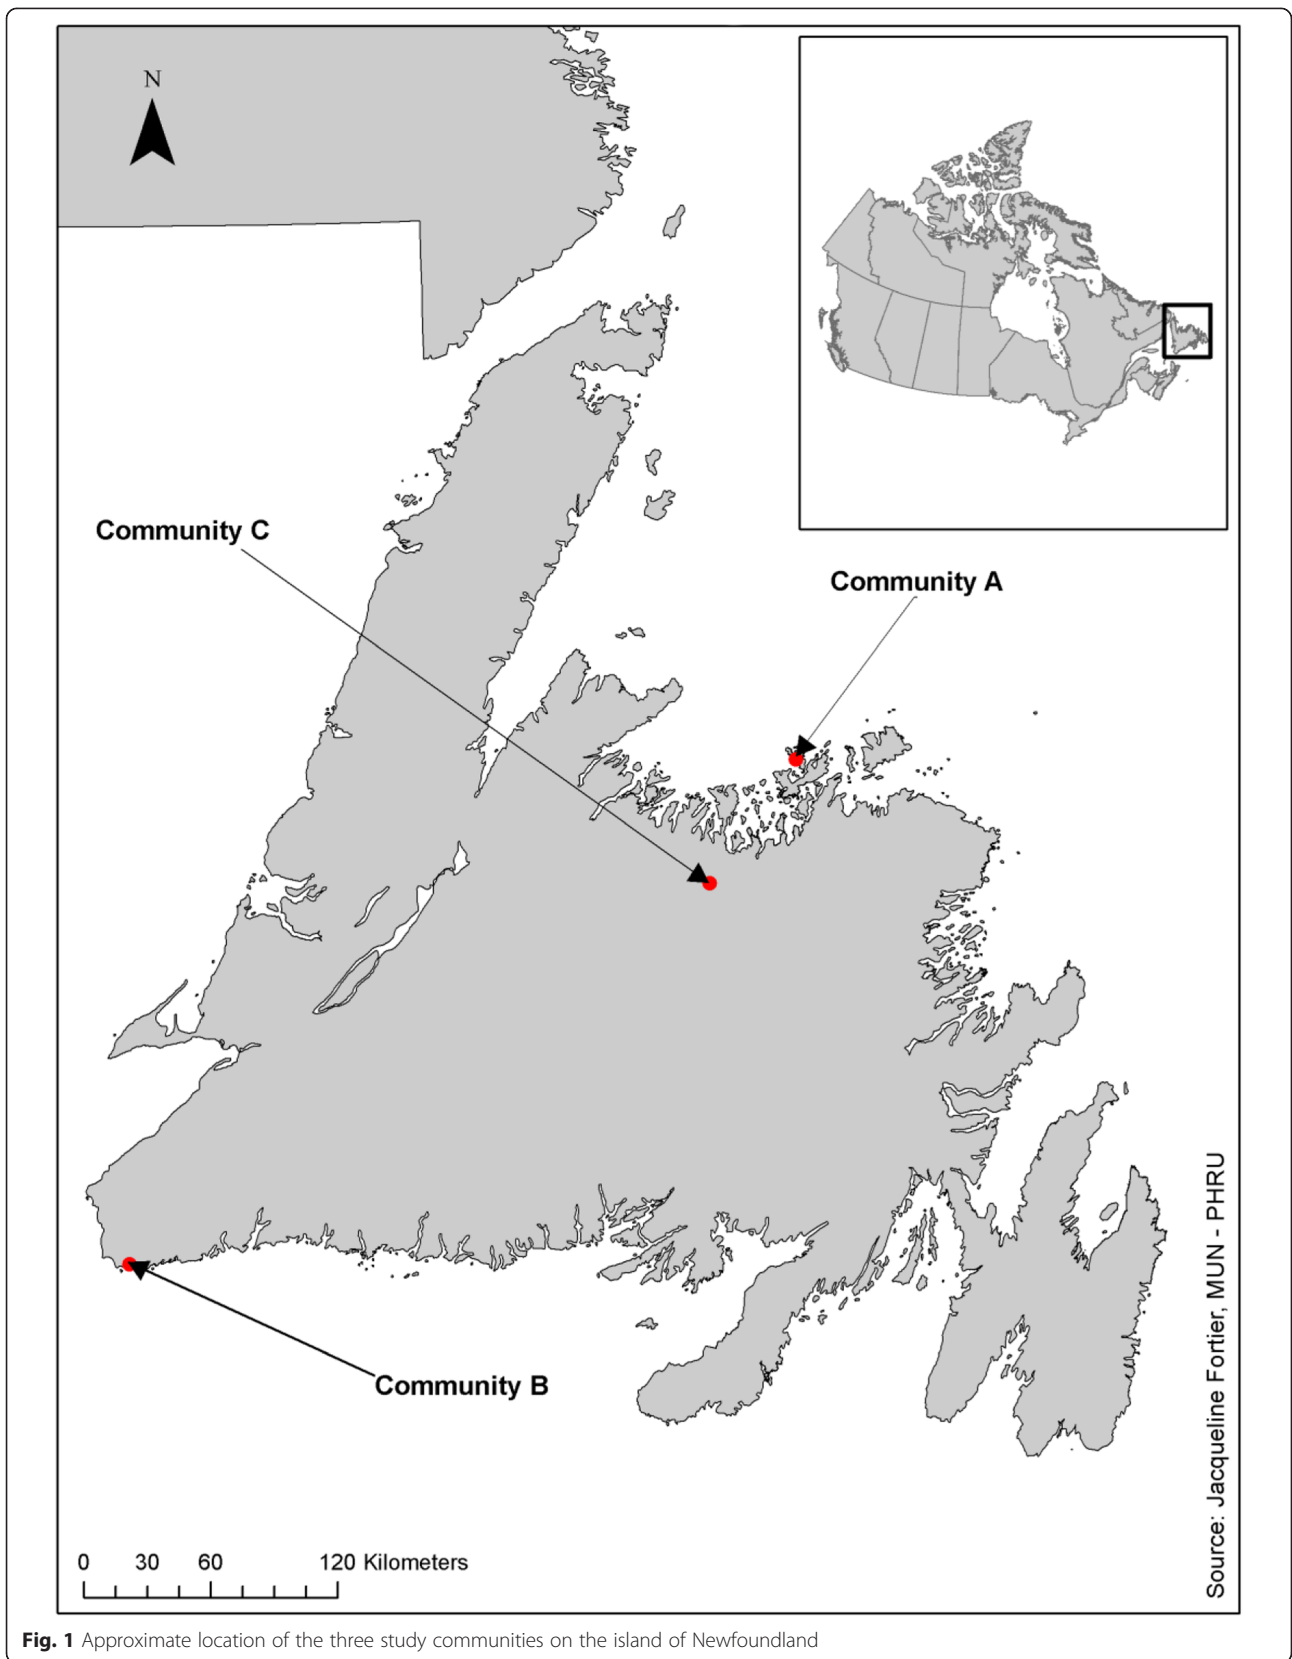 N
Community C
Community A
Community B
Source: Jacqueline Fortier, MUN - PHRU
0 30 60 120 Kilometers
Fig. 1 Approximate location of the three study communities on the island of Newfoundland